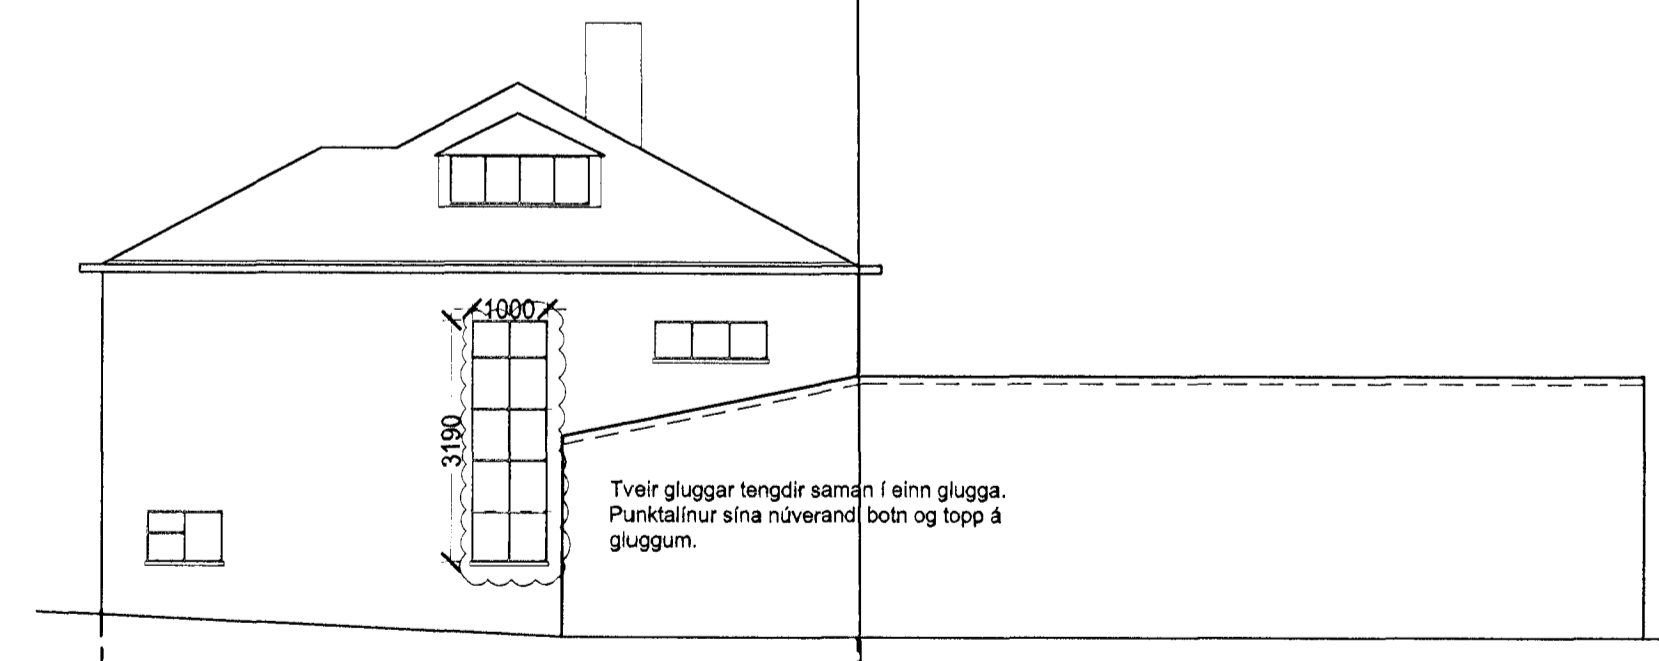 1000
3190
Tveir gluggar tengdir saman í einn glugga.
Punktalínur sína núverandi botn og topp á
gluggum.